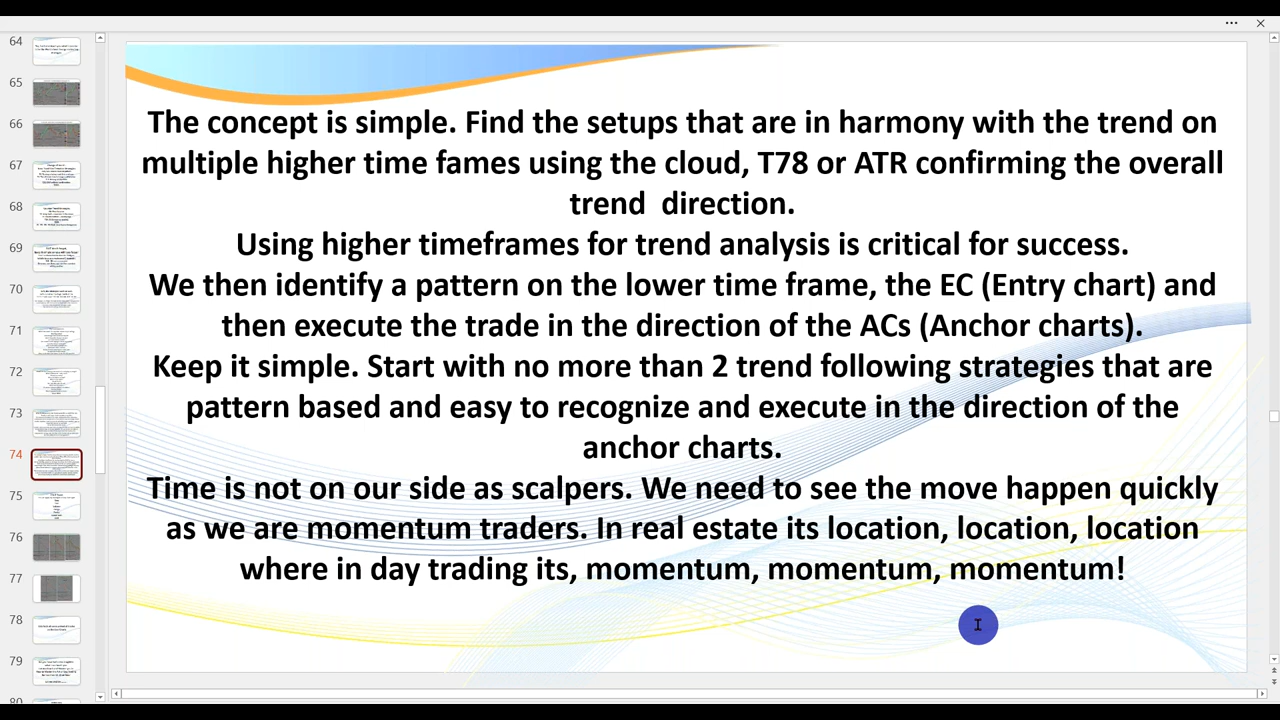 64
65
66
67
68
69
70
71
72
73
74
75
76
77
78
79
80
The concept is simple. Find the setups that are in harmony with the trend on
multiple higher time fames using the cloud, T78 or ATR confirming the overall
trend direction.
Using higher timeframes for trend analysis is critical for success.
We then identify a pattern on the lower time frame, the EC (Entry chart) and
then execute the trade in the direction of the ACs (Anchor charts).
Keep it simple. Start with no more than 2 trend following strategies that are
pattern based and easy to recognize and execute in the direction of the
anchor charts.
Time is not on our side as scalpers. We need to see the move happen quickly
as we are momentum traders. In real estate its location, location, location
where in day trading its, momentum, momentum, momentum!